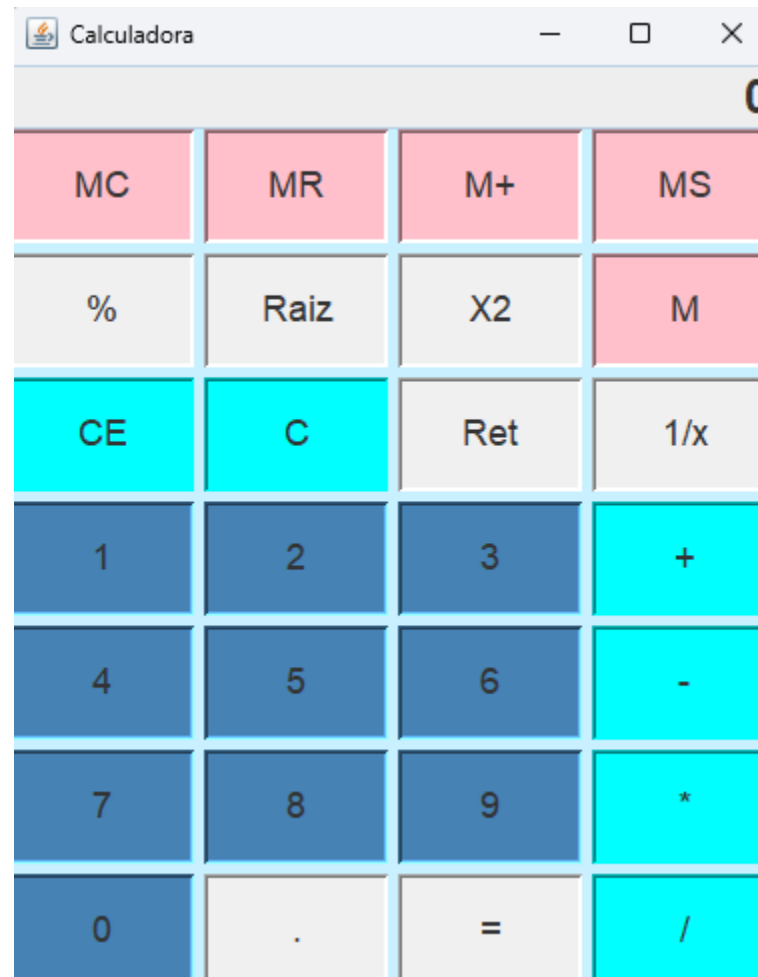 Calculadora
0
MC MR M+ MS
% Raiz X2 M
CE C Ret 1/x
1 2 3 +
4 5 6 -
7 8 9 *
0 . = /